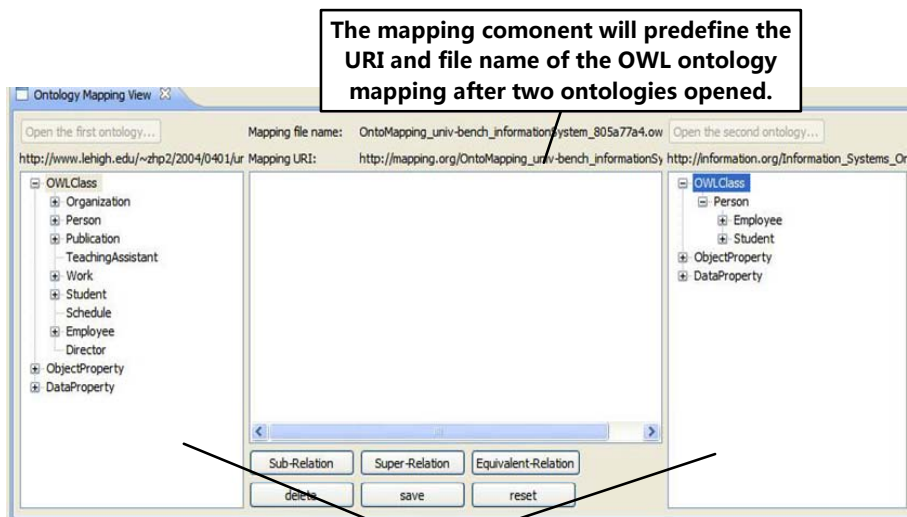 The mapping comonent will predefine the
URI and file name of the OWL ontology
mapping after two ontologies opened.
Ontology Mapping View
Open the first ontology...
Mapping file name: OntoMapping_univ-bench_informationSystem_805a77a4.ow
Open the second ontology...
http://www.lehigh.edu/~zhp2/2004/0401/ur
Mapping URI: http://mapping.org/OntoMapping_univ-bench_informationSy
http://information.org/Information_Systems_Or
OWLClass
Organization
Person
Publication
TeachingAssistant
Work
Student
Schedule
Employee
Director
ObjectProperty
DataProperty
OWLClass
Person
Employee
Student
ObjectProperty
DataProperty
Sub-Relation
Super-Relation
Equivalent-Relation
delete
save
reset